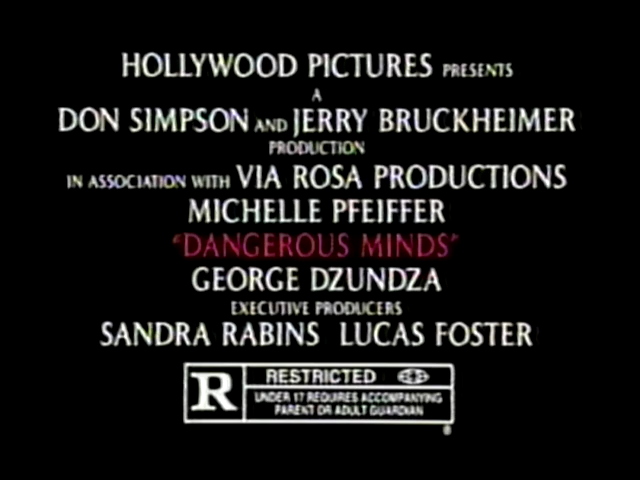 HOLLYWOOD PICTURES PRESENTS
A
DON SIMPSON AND JERRY BRUCKHEIMER
PRODUCTION
IN ASSOCIATION WITH VIA ROSA PRODUCTIONS
MICHELLE PFEIFFER
"DANGEROUS MINDS"
GEORGE DZUNDZA
EXECUTIVE PRODUCERS
SANDRA RABINS LUCAS FOSTER
R RESTRICTED
UNDER 17 REQUIRES ACCOMPANYING
PARENT OR ADULT GUARDIAN